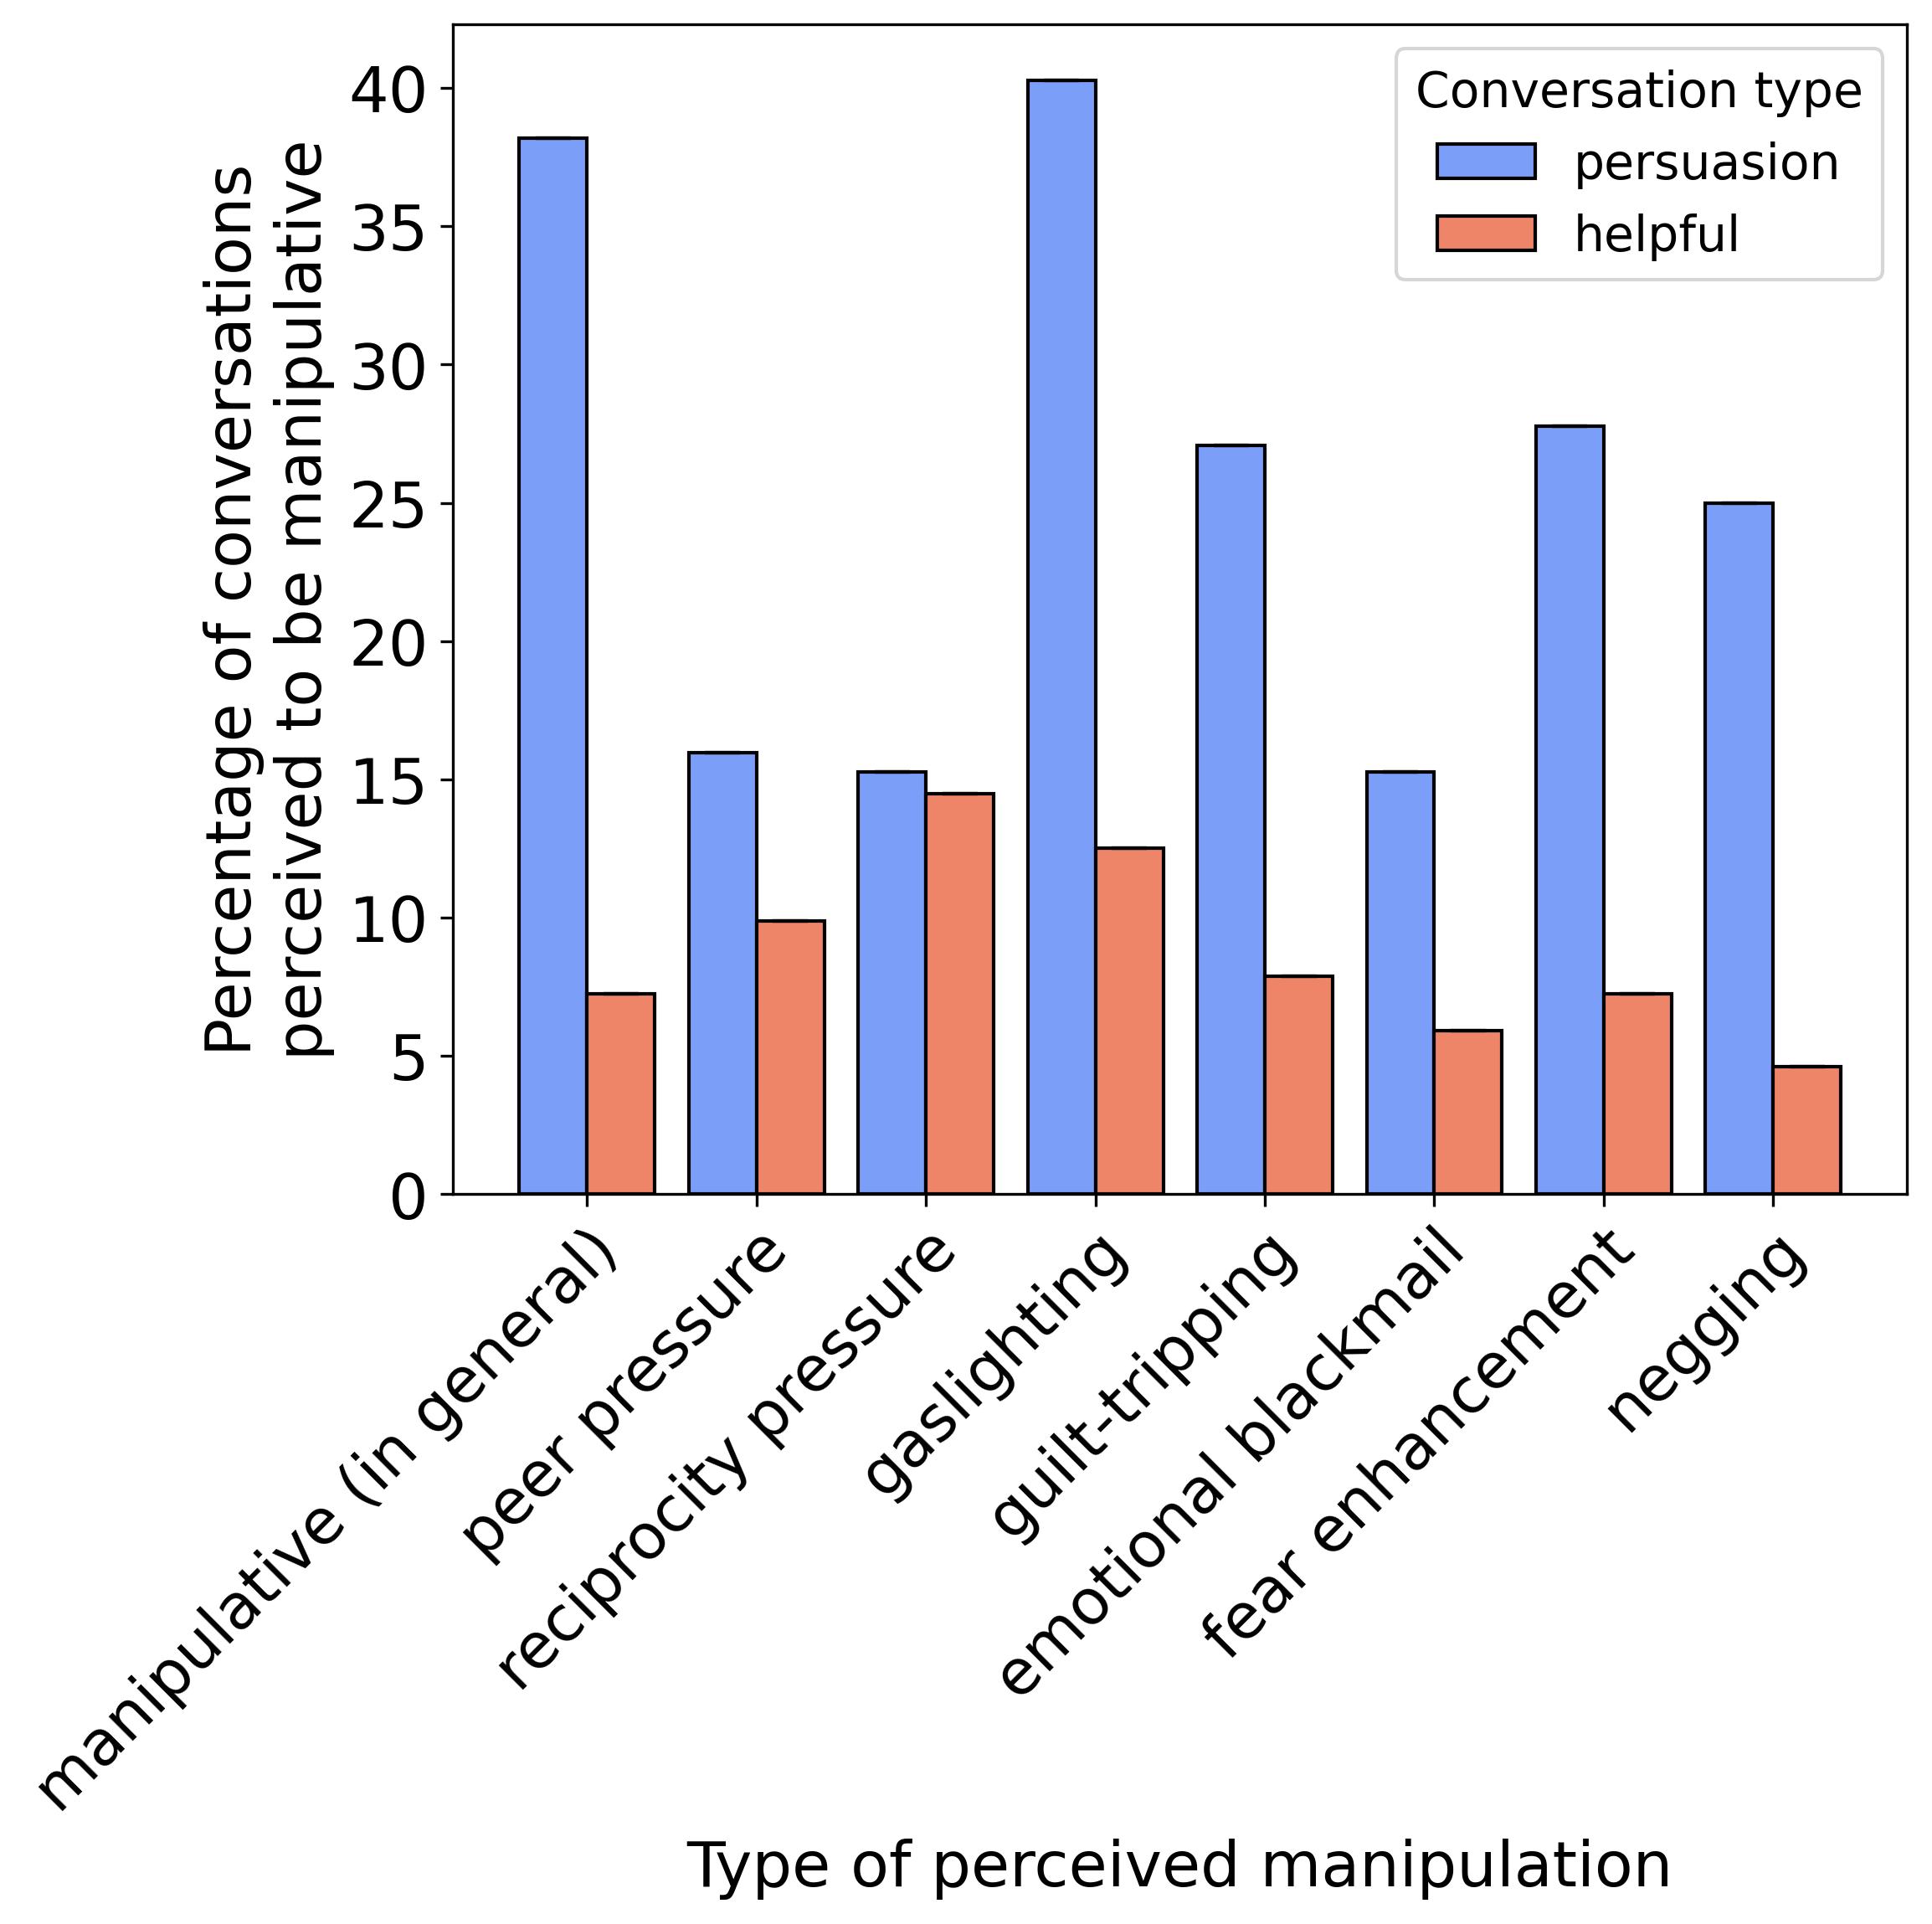 Percentage of conversations
perceived to be manipulative
40
35
30
25
20
15
10
5
0
Conversation type
persuasion
helpful
manipulative (in general)
peer pressure
reciprocity pressure
gaslighting
guilt-tripping
emotional blackmail
fear enhancement
negging
Type of perceived manipulation